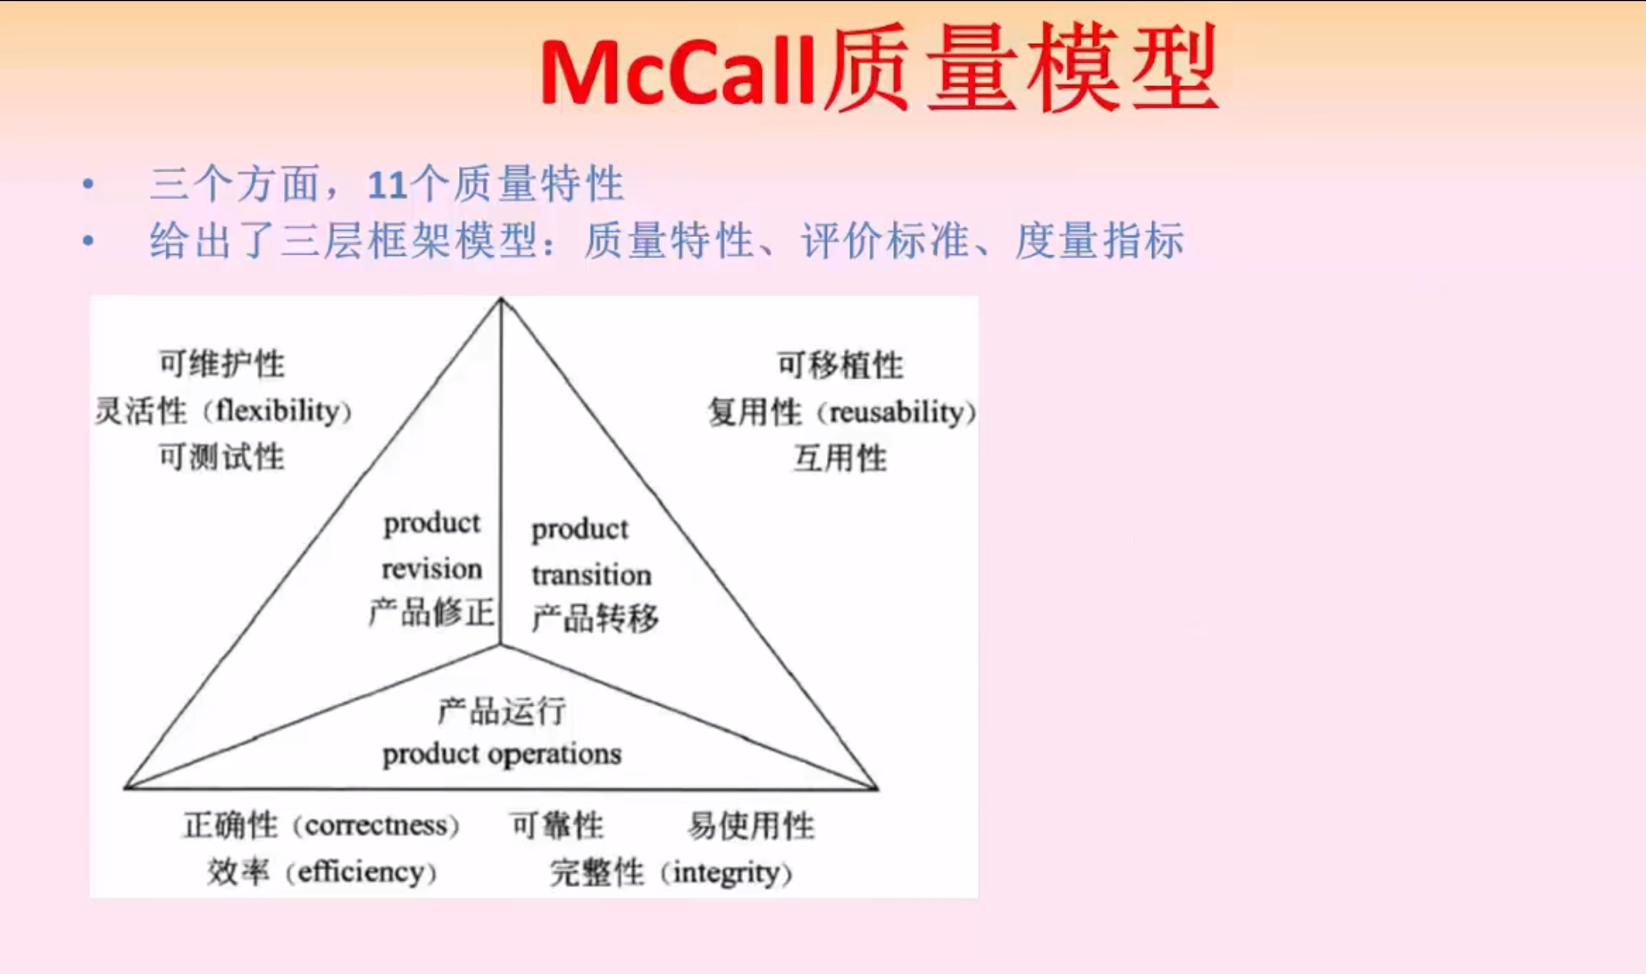 McCall质量模型
• 三个方面，11个质量特性
• 给出了三层框架模型：质量特性、评价标准、度量指标
可维护性
灵活性（flexibility）
可测试性
可移植性
复用性（reusability）
互用性
product
revision
产品修正
product
transition
产品转移
产品运行
product operations
正确性（correctness） 可靠性 易使用性
效率（efficiency） 完整性（integrity）